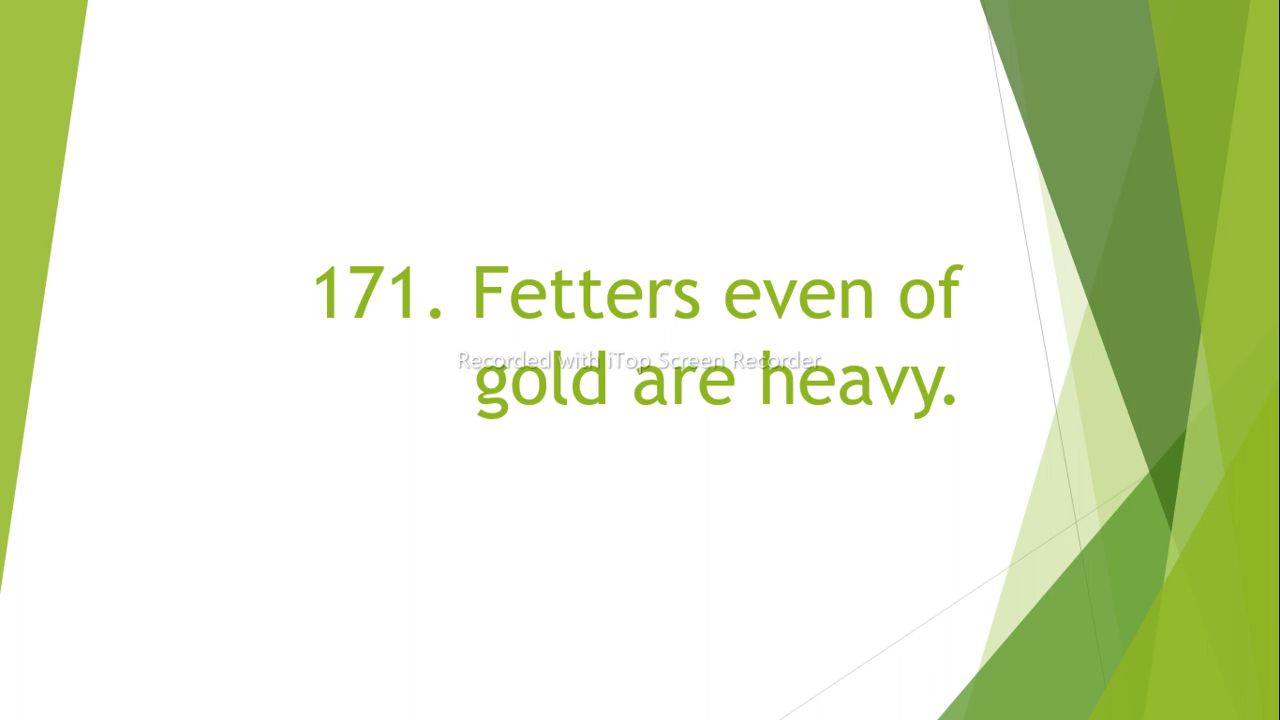 171. Fetters even of
Recorded with iTop Screen Recorder
gold are heavy.